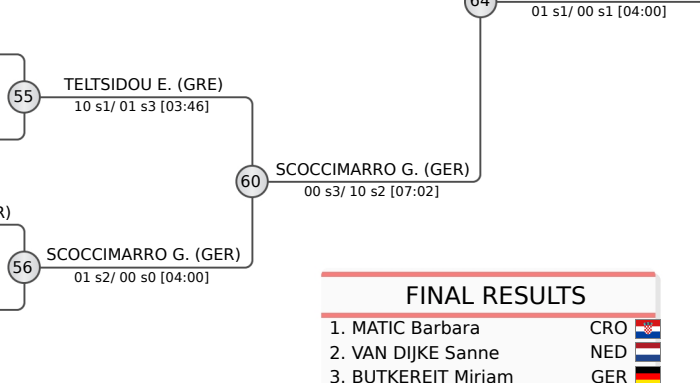 64
01 s1/ 00 s1 [04:00]
TELTSIDOU E. (GRE)
55
10 s1/ 01 s3 [03:46]
SCOCCIMARRO G. (GER)
60
00 s3/ 10 s2 [07:02]
R)
SCOCCIMARRO G. (GER)
56
01 s2/ 00 s0 [04:00]
FINAL RESULTS
1. MATIC Barbara CRO
2. VAN DIJKE Sanne NED
3. BUTKEREIT Miriam GER